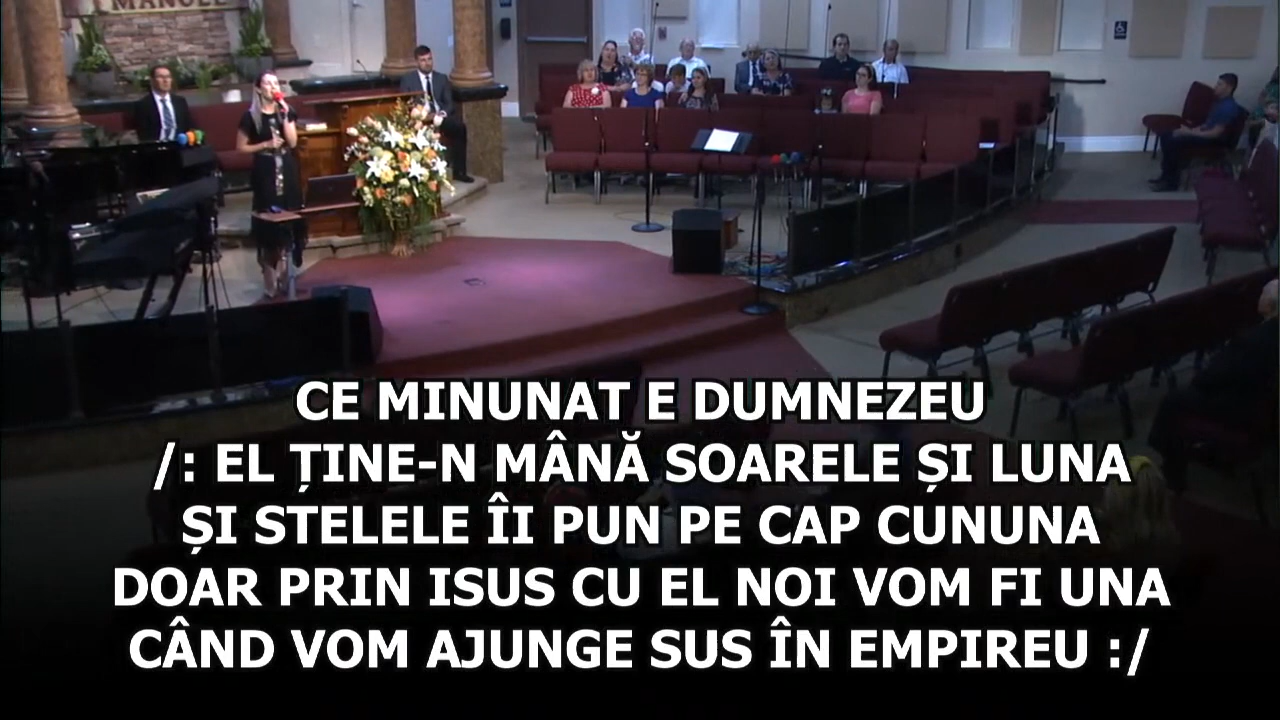 MANUEL
CE MINUNAT E DUMNEZEU
/: EL ȚINE-N MÂNĂ SOARELE ȘI LUNA
ȘI STELELE ÎI PUN PE CAP CUNUNA
DOAR PRIN ISUS CU EL NOI VOM FI UNA
CÂND VOM AJUNGE SUS ÎN EMPIREU :/